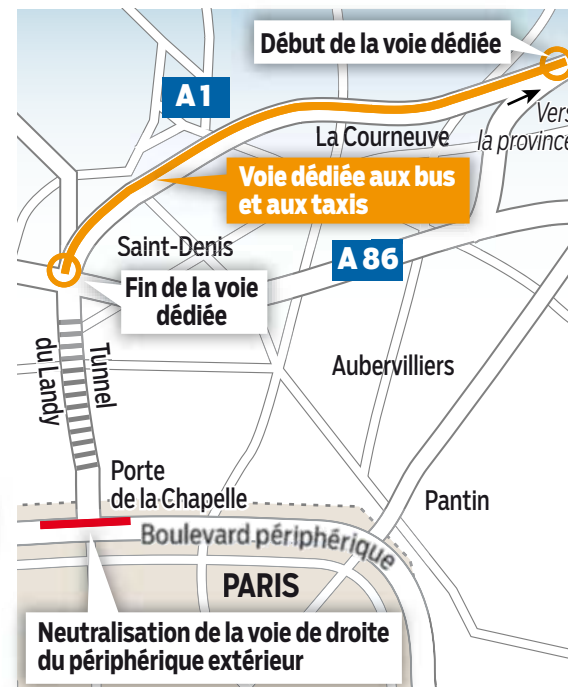 Début de la voie dédiée
A 1
Vers
la province
La Courneuve
Voie dédiée aux bus
et aux taxis
Saint-Denis
A 86
Fin de la voie
dédiée
Tunnel
du Landy
Aubervilliers
Porte
de la Chapelle
Pantin
Boulevard périphérique
PARIS
Neutralisation de la voie de droite
du périphérique extérieur